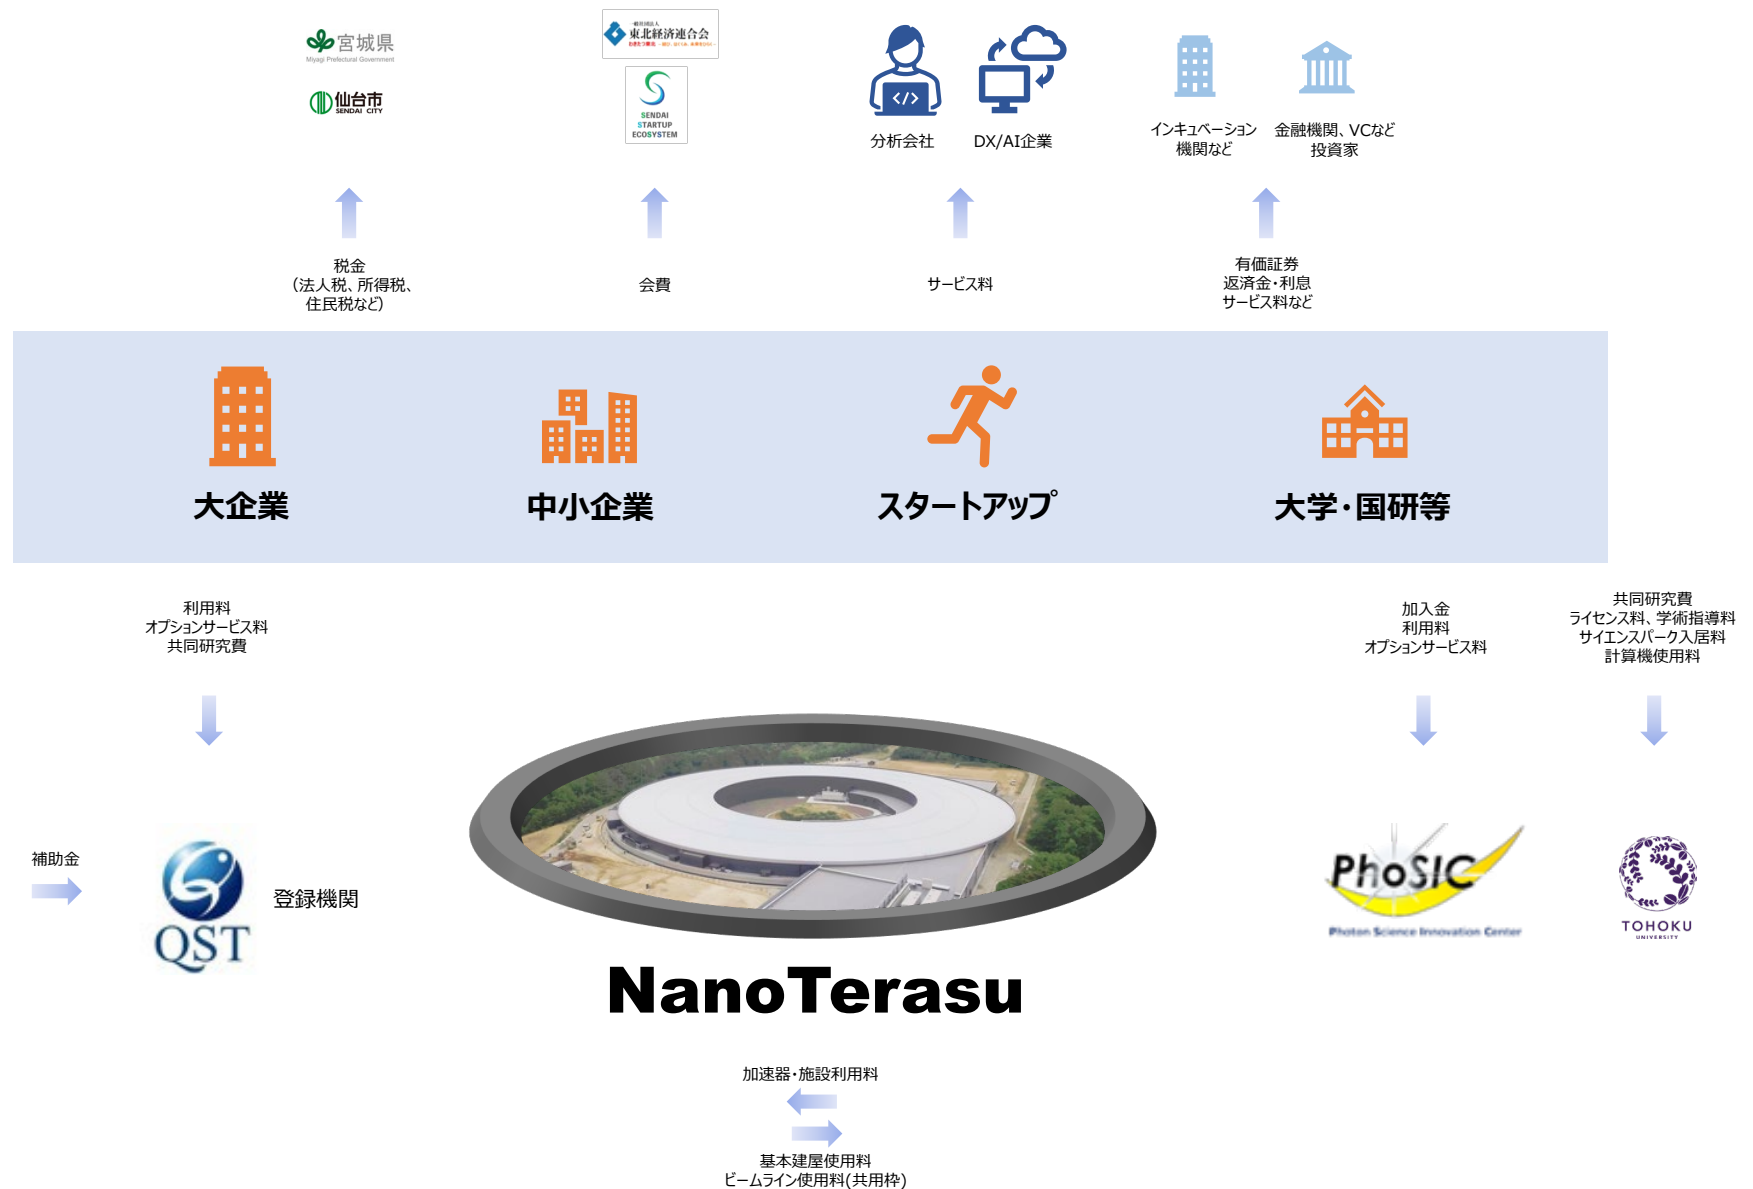 宮城県
Miyagi Prefectural Government
仙台市
SENDAI CITY
一般社団法人
東北経済連合会
SENDAI
STARTUP
ECOSYSTEM
</>
分析会社
DX/AI企業
インキュベーション
機関など
金融機関、VCなど
投資家
税金
（法人税、所得税、
住民税など）
会費
サービス料
有価証券
返済金・利息
サービス料など
大企業
中小企業
スタートアップ
大学・国研等
利用料
オプションサービス料
共同研究費
加入金
利用料
オプションサービス料
共同研究費
ライセンス料、学術指導料
サイエンスパーク入居料
計算機使用料
補助金
QST
登録機関
PhoSIC
Photon Science Innovation Center
TOHOKU
UNIVERSITY
NanoTerasu
加速器・施設利用料
基本建屋使用料
ビームライン使用料(共用枠)